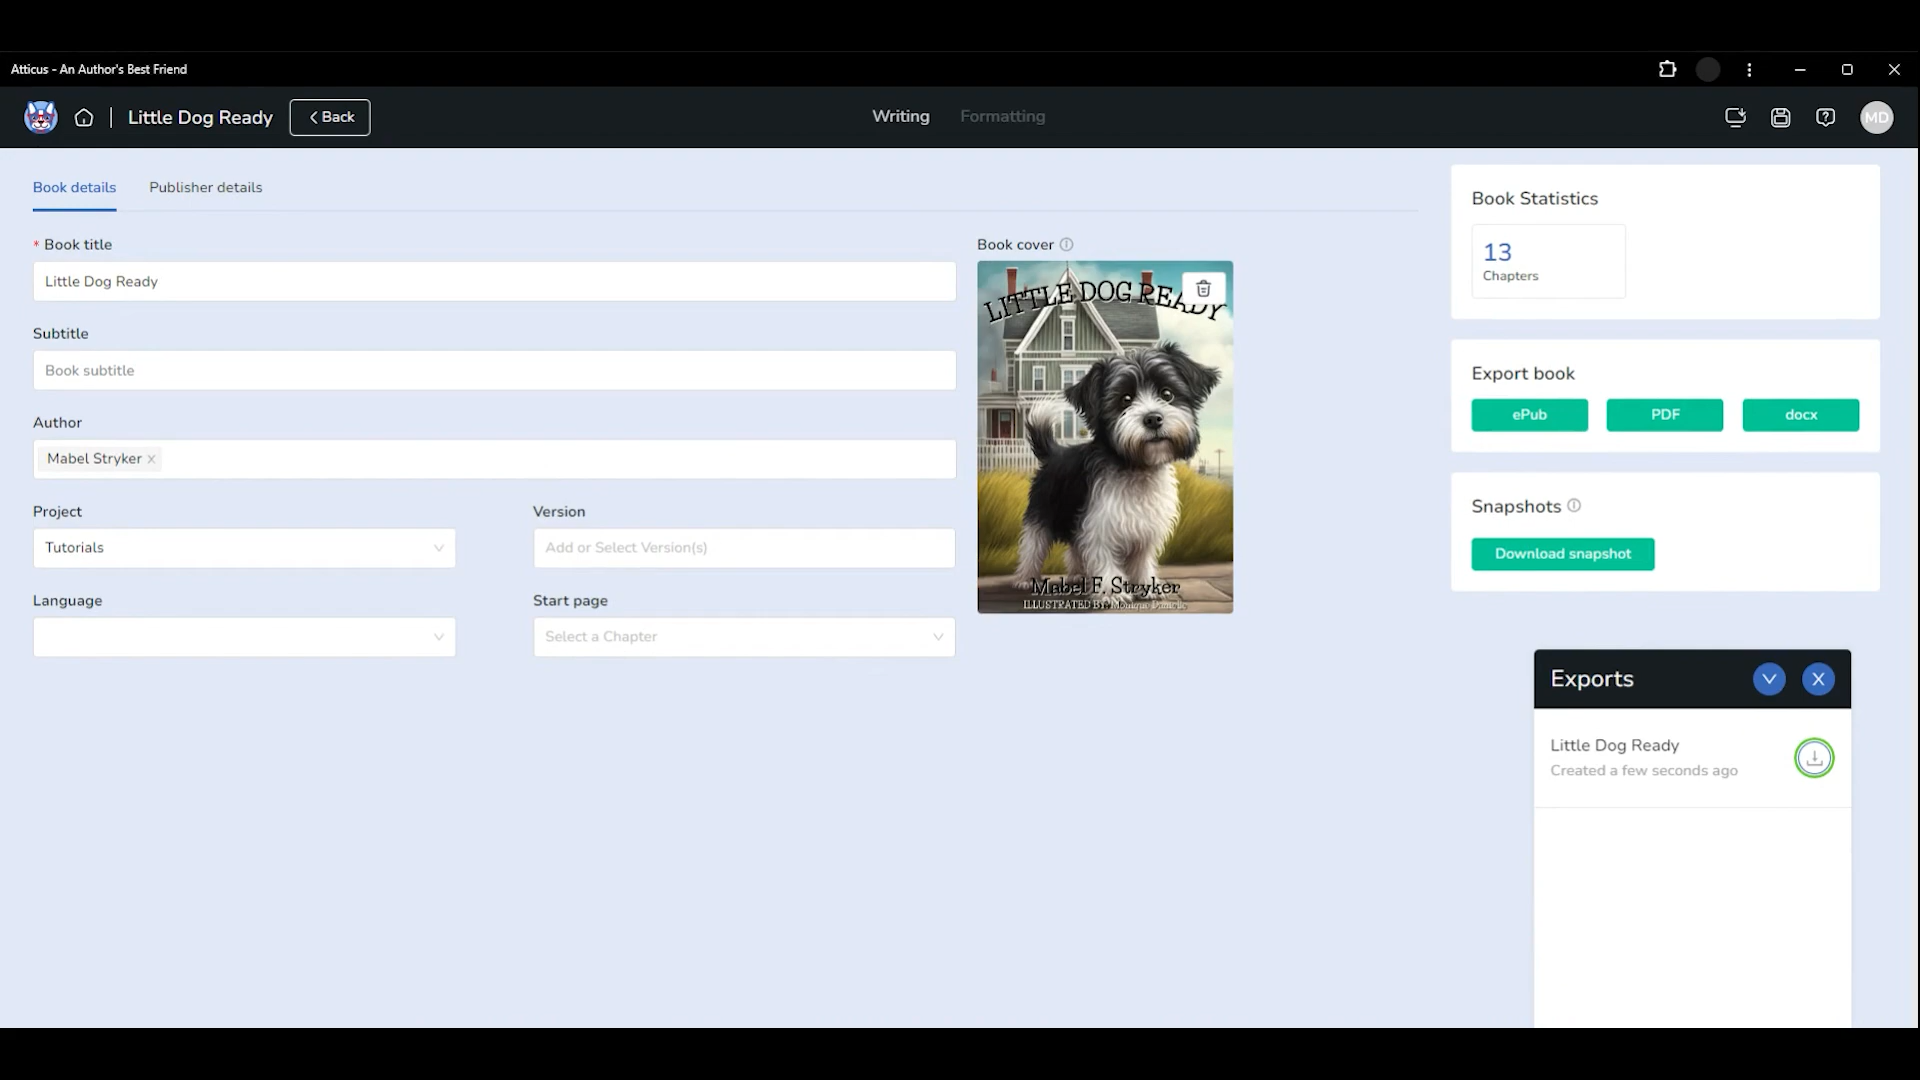 Atticus - An Author's Best Friend
Little Dog Ready
Back
Writing
Formatting
MD
Book details
Publisher details
* Book title
Little Dog Ready
Subtitle
Book subtitle
Author
Mabel Stryker
Project
Tutorials
Version
Add or Select Version(s)
Language
Start page
Select a Chapter
Book cover
LITTLE DOG READY
Mabel F. Stryker
ILLUSTRATED BY: Monique Danielle
Book Statistics
13
Chapters
Export book
ePub
PDF
docx
Snapshots
Download snapshot
Exports
Little Dog Ready
Created a few seconds ago